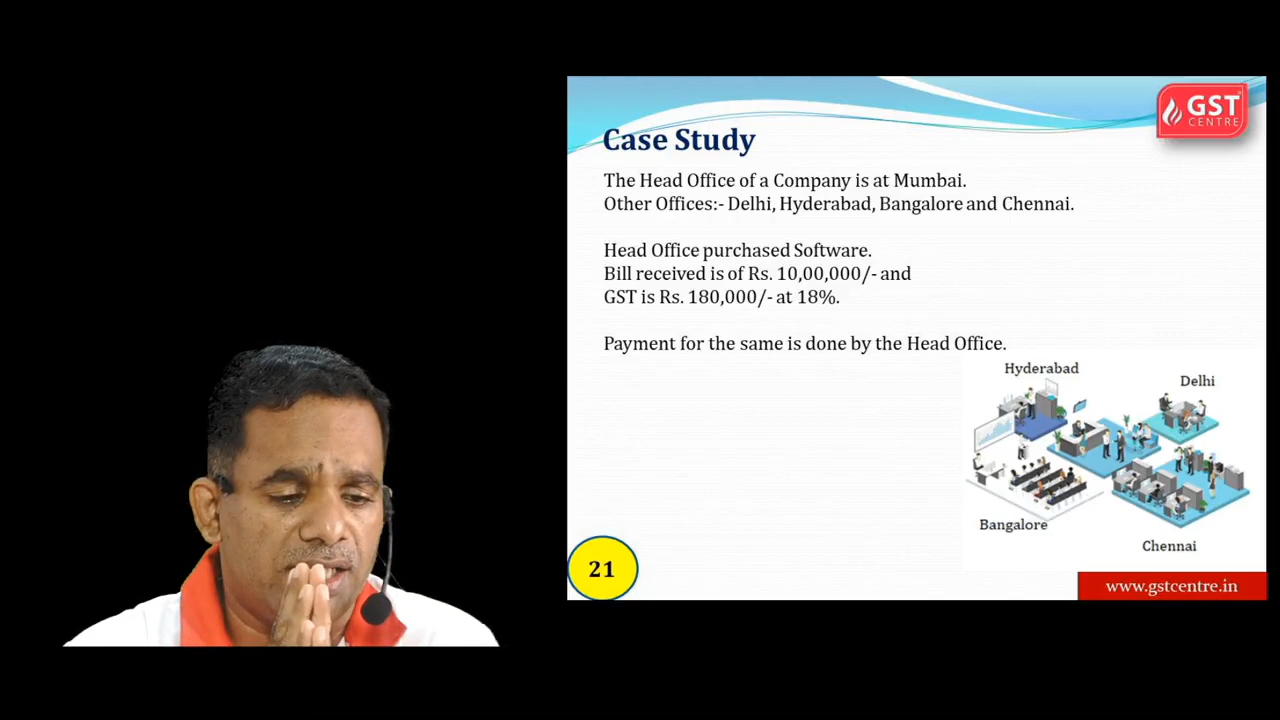 GST
CENTRE
Case Study
The Head Office of a Company is at Mumbai.
Other Offices:- Delhi, Hyderabad, Bangalore and Chennai.
Head Office purchased Software.
Bill received is of Rs. 10,00,000/- and
GST is Rs. 180,000/- at 18%.
Payment for the same is done by the Head Office.
Hyderabad
Delhi
Bangalore
Chennai
21
www.gstcentre.in